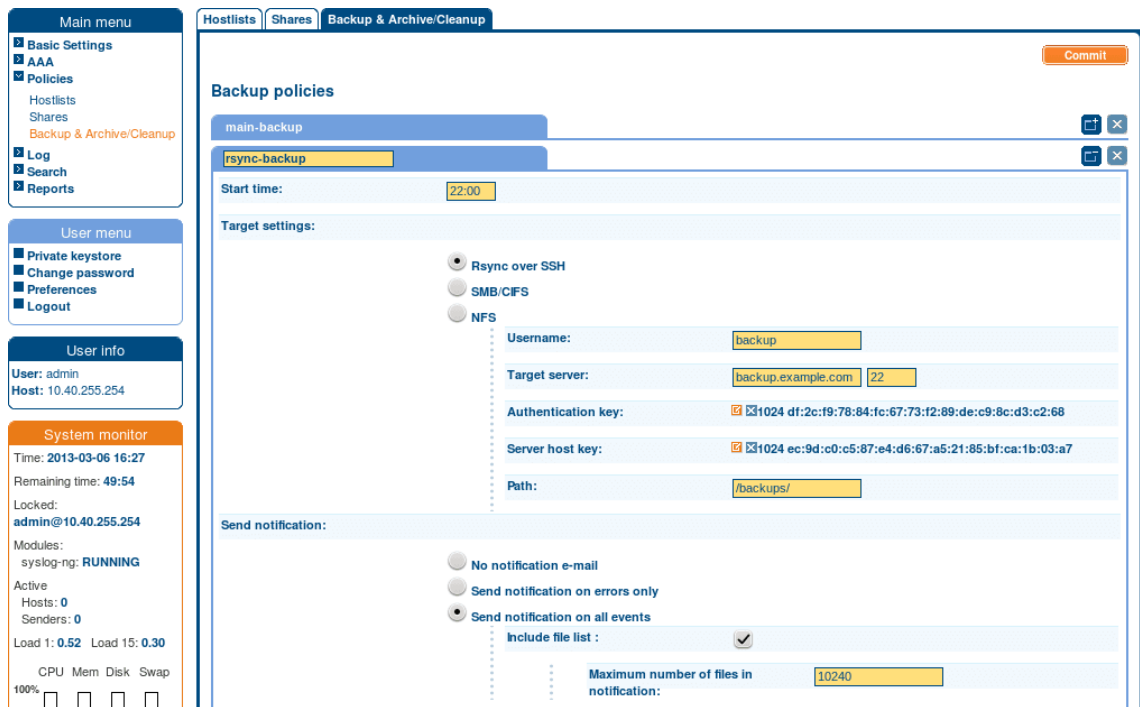 Main menu
Basic Settings
AAA
Policies
Hostlists
Shares
Backup & Archive/Cleanup
Log
Search
Reports
User menu
Private keystore
Change password
Preferences
Logout
User info
User: admin
Host: 10.40.255.254
System monitor
Time: 2013-03-06 16:27
Remaining time: 49:54
Locked:
admin@10.40.255.254
Modules:
syslog-ng: RUNNING
Active
Hosts: 0
Senders: 0
Load 1: 0.52 Load 15: 0.30
CPU Mem Disk Swap
100%
Hostlists Shares Backup & Archive/Cleanup
Commit
Backup policies
main-backup
rsync-backup
Start time: 22:00
Target settings:
Rsync over SSH
SMB/CIFS
NFS
Username: backup
Target server: backup.example.com 22
Authentication key: 1024 df:2c:f9:78:84:fc:67:73:f2:89:de:c9:8c:d3:c2:68
Server host key: 1024 ec:9d:c0:c5:87:e4:d6:67:a5:21:85:bf:ca:1b:03:a7
Path: /backups/
Send notification:
No notification e-mail
Send notification on errors only
Send notification on all events
Include file list :
Maximum number of files in 10240
notification: